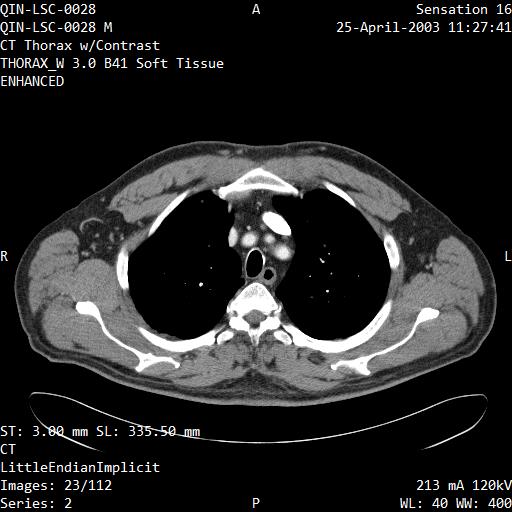 QIN-LSC-0028
A
Sensation 16
QIN-LSC-0028 M
25-April-2003 11:27:41
CT Thorax w/Contrast
THORAX_W 3.0 B41 Soft Tissue
ENHANCED
R
L
ST: 3.00 mm SL: 335.50 mm
CT
LittleEndianImplicit
Images: 23/112
213 mA 120kV
Series: 2
P
WL: 40 WW: 400